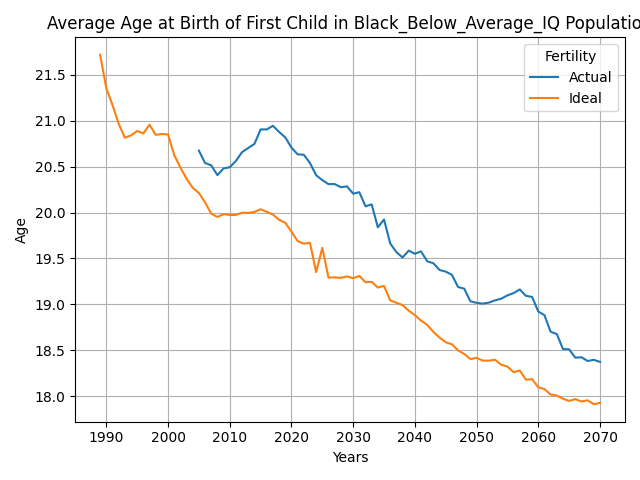 Average Age at Birth of First Child in Black_Below_Average_IQ Populatio
Fertility
Actual
Ideal
21.5
21.0
20.5
20.0
19.5
19.0
18.5
18.0
Age
1990 2000 2010 2020 2030 2040 2050 2060 2070
Years